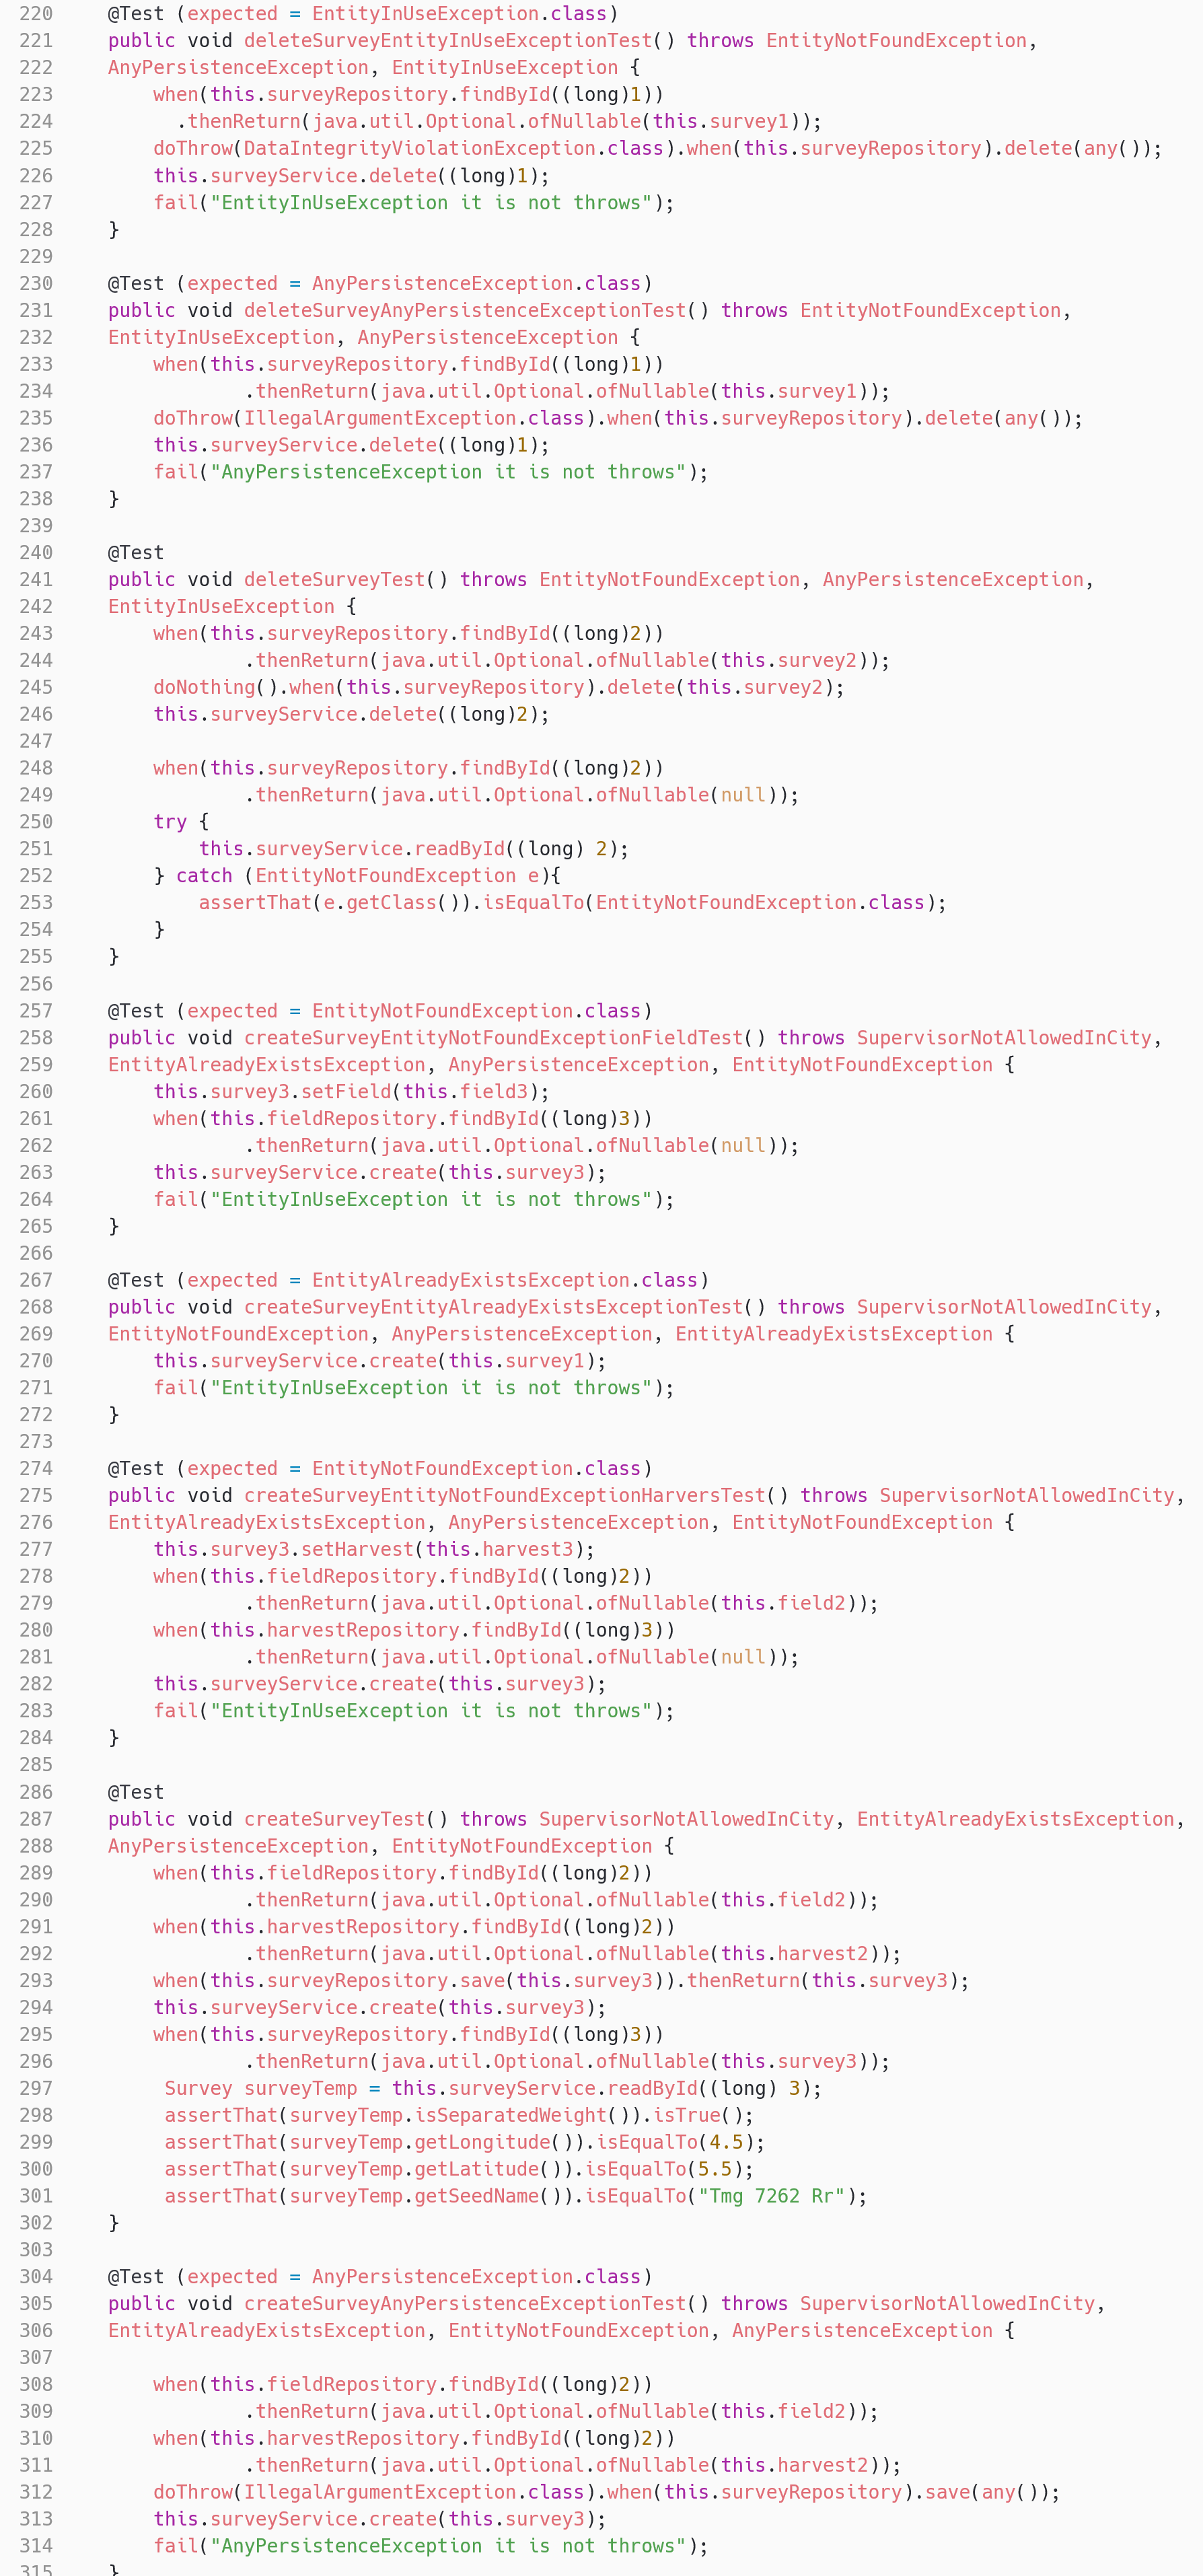 220 @Test (expected = EntityInUseException.class)
221 public void deleteSurveyEntityInUseExceptionTest() throws EntityNotFoundException,
222 AnyPersistenceException, EntityInUseException {
223 when(this.surveyRepository.findById((long)1))
224 .thenReturn(java.util.Optional.ofNullable(this.survey1));
225 doThrow(DataIntegrityViolationException.class).when(this.surveyRepository).delete(any());
226 this.surveyService.delete((long)1);
227 fail("EntityInUseException it is not throws");
228 }
229
230 @Test (expected = AnyPersistenceException.class)
231 public void deleteSurveyAnyPersistenceExceptionTest() throws EntityNotFoundException,
232 EntityInUseException, AnyPersistenceException {
233 when(this.surveyRepository.findById((long)1))
234 .thenReturn(java.util.Optional.ofNullable(this.survey1));
235 doThrow(IllegalArgumentException.class).when(this.surveyRepository).delete(any());
236 this.surveyService.delete((long)1);
237 fail("AnyPersistenceException it is not throws");
238 }
239
240 @Test
241 public void deleteSurveyTest() throws EntityNotFoundException, AnyPersistenceException,
242 EntityInUseException {
243 when(this.surveyRepository.findById((long)2))
244 .thenReturn(java.util.Optional.ofNullable(this.survey2));
245 doNothing().when(this.surveyRepository).delete(this.survey2);
246 this.surveyService.delete((long)2);
247
248 when(this.surveyRepository.findById((long)2))
249 .thenReturn(java.util.Optional.ofNullable(null));
250 try {
251 this.surveyService.readById((long) 2);
252 } catch (EntityNotFoundException e){
253 assertThat(e.getClass()).isEqualTo(EntityNotFoundException.class);
254 }
255 }
256
257 @Test (expected = EntityNotFoundException.class)
258 public void createSurveyEntityNotFoundExceptionFieldTest() throws SupervisorNotAllowedInCity,
259 EntityAlreadyExistsException, AnyPersistenceException, EntityNotFoundException {
260 this.survey3.setField(this.field3);
261 when(this.fieldRepository.findById((long)3))
262 .thenReturn(java.util.Optional.ofNullable(null));
263 this.surveyService.create(this.survey3);
264 fail("EntityInUseException it is not throws");
265 }
266
267 @Test (expected = EntityAlreadyExistsException.class)
268 public void createSurveyEntityAlreadyExistsExceptionTest() throws SupervisorNotAllowedInCity,
269 EntityNotFoundException, AnyPersistenceException, EntityAlreadyExistsException {
270 this.surveyService.create(this.survey1);
271 fail("EntityInUseException it is not throws");
272 }
273
274 @Test (expected = EntityNotFoundException.class)
275 public void createSurveyEntityNotFoundExceptionHarversTest() throws SupervisorNotAllowedInCity,
276 EntityAlreadyExistsException, AnyPersistenceException, EntityNotFoundException {
277 this.survey3.setHarvest(this.harvest3);
278 when(this.fieldRepository.findById((long)2))
279 .thenReturn(java.util.Optional.ofNullable(this.field2));
280 when(this.harvestRepository.findById((long)3))
281 .thenReturn(java.util.Optional.ofNullable(null));
282 this.surveyService.create(this.survey3);
283 fail("EntityInUseException it is not throws");
284 }
285
286 @Test
287 public void createSurveyTest() throws SupervisorNotAllowedInCity, EntityAlreadyExistsException,
288 AnyPersistenceException, EntityNotFoundException {
289 when(this.fieldRepository.findById((long)2))
290 .thenReturn(java.util.Optional.ofNullable(this.field2));
291 when(this.harvestRepository.findById((long)2))
292 .thenReturn(java.util.Optional.ofNullable(this.harvest2));
293 when(this.surveyRepository.save(this.survey3)).thenReturn(this.survey3);
294 this.surveyService.create(this.survey3);
295 when(this.surveyRepository.findById((long)3))
296 .thenReturn(java.util.Optional.ofNullable(this.survey3));
297 Survey surveyTemp = this.surveyService.readById((long) 3);
298 assertThat(surveyTemp.isSeparatedWeight()).isTrue();
299 assertThat(surveyTemp.getLongitude()).isEqualTo(4.5);
300 assertThat(surveyTemp.getLatitude()).isEqualTo(5.5);
301 assertThat(surveyTemp.getSeedName()).isEqualTo("Tmg 7262 Rr");
302 }
303
304 @Test (expected = AnyPersistenceException.class)
305 public void createSurveyAnyPersistenceExceptionTest() throws SupervisorNotAllowedInCity,
306 EntityAlreadyExistsException, EntityNotFoundException, AnyPersistenceException {
307
308 when(this.fieldRepository.findById((long)2))
309 .thenReturn(java.util.Optional.ofNullable(this.field2));
310 when(this.harvestRepository.findById((long)2))
311 .thenReturn(java.util.Optional.ofNullable(this.harvest2));
312 doThrow(IllegalArgumentException.class).when(this.surveyRepository).save(any());
313 this.surveyService.create(this.survey3);
314 fail("AnyPersistenceException it is not throws");
315 }